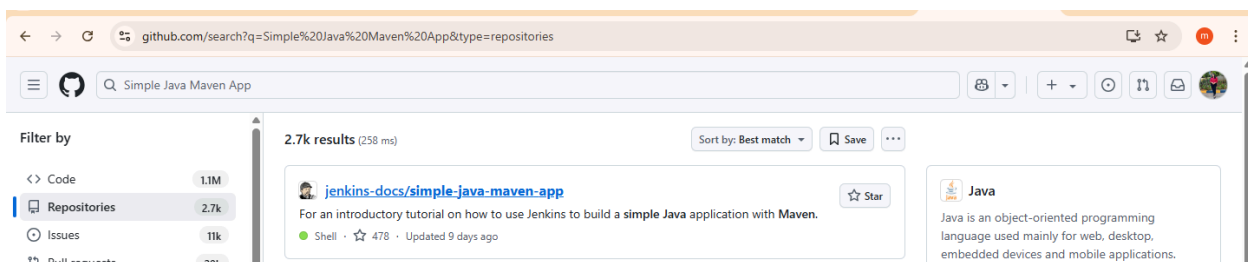 github.com/search?q=Simple%20Java%20Maven%20App&type=repositories
m
Simple Java Maven App
Filter by
<> Code 1.1M
Repositories 2.7k
Issues 11k
2.7k results (258 ms)
Sort by: Best match
Save
jenkins-docs/simple-java-maven-app
Star
For an introductory tutorial on how to use Jenkins to build a simple Java application with Maven.
Shell · 478 · Updated 9 days ago
Java
Java is an object-oriented programming
language used mainly for web, desktop,
embedded devices and mobile applications.